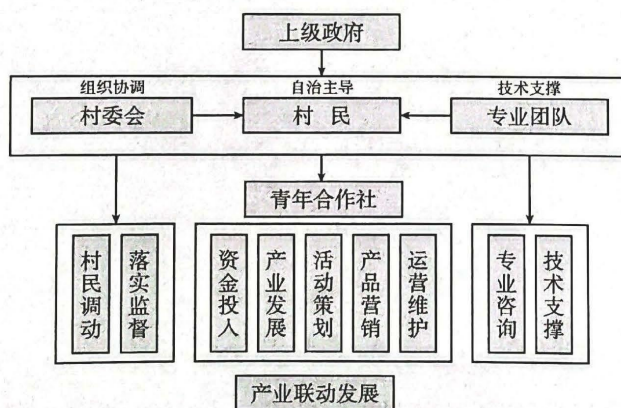 上级政府
组织协调 自治主导 技术支撑
村委会 村民 专业团队
青年合作社
村民调动
落实监督
资金投入
产业发展
活动策划
产品营销
运营维护
专业咨询
技术支撑
产业联动发展